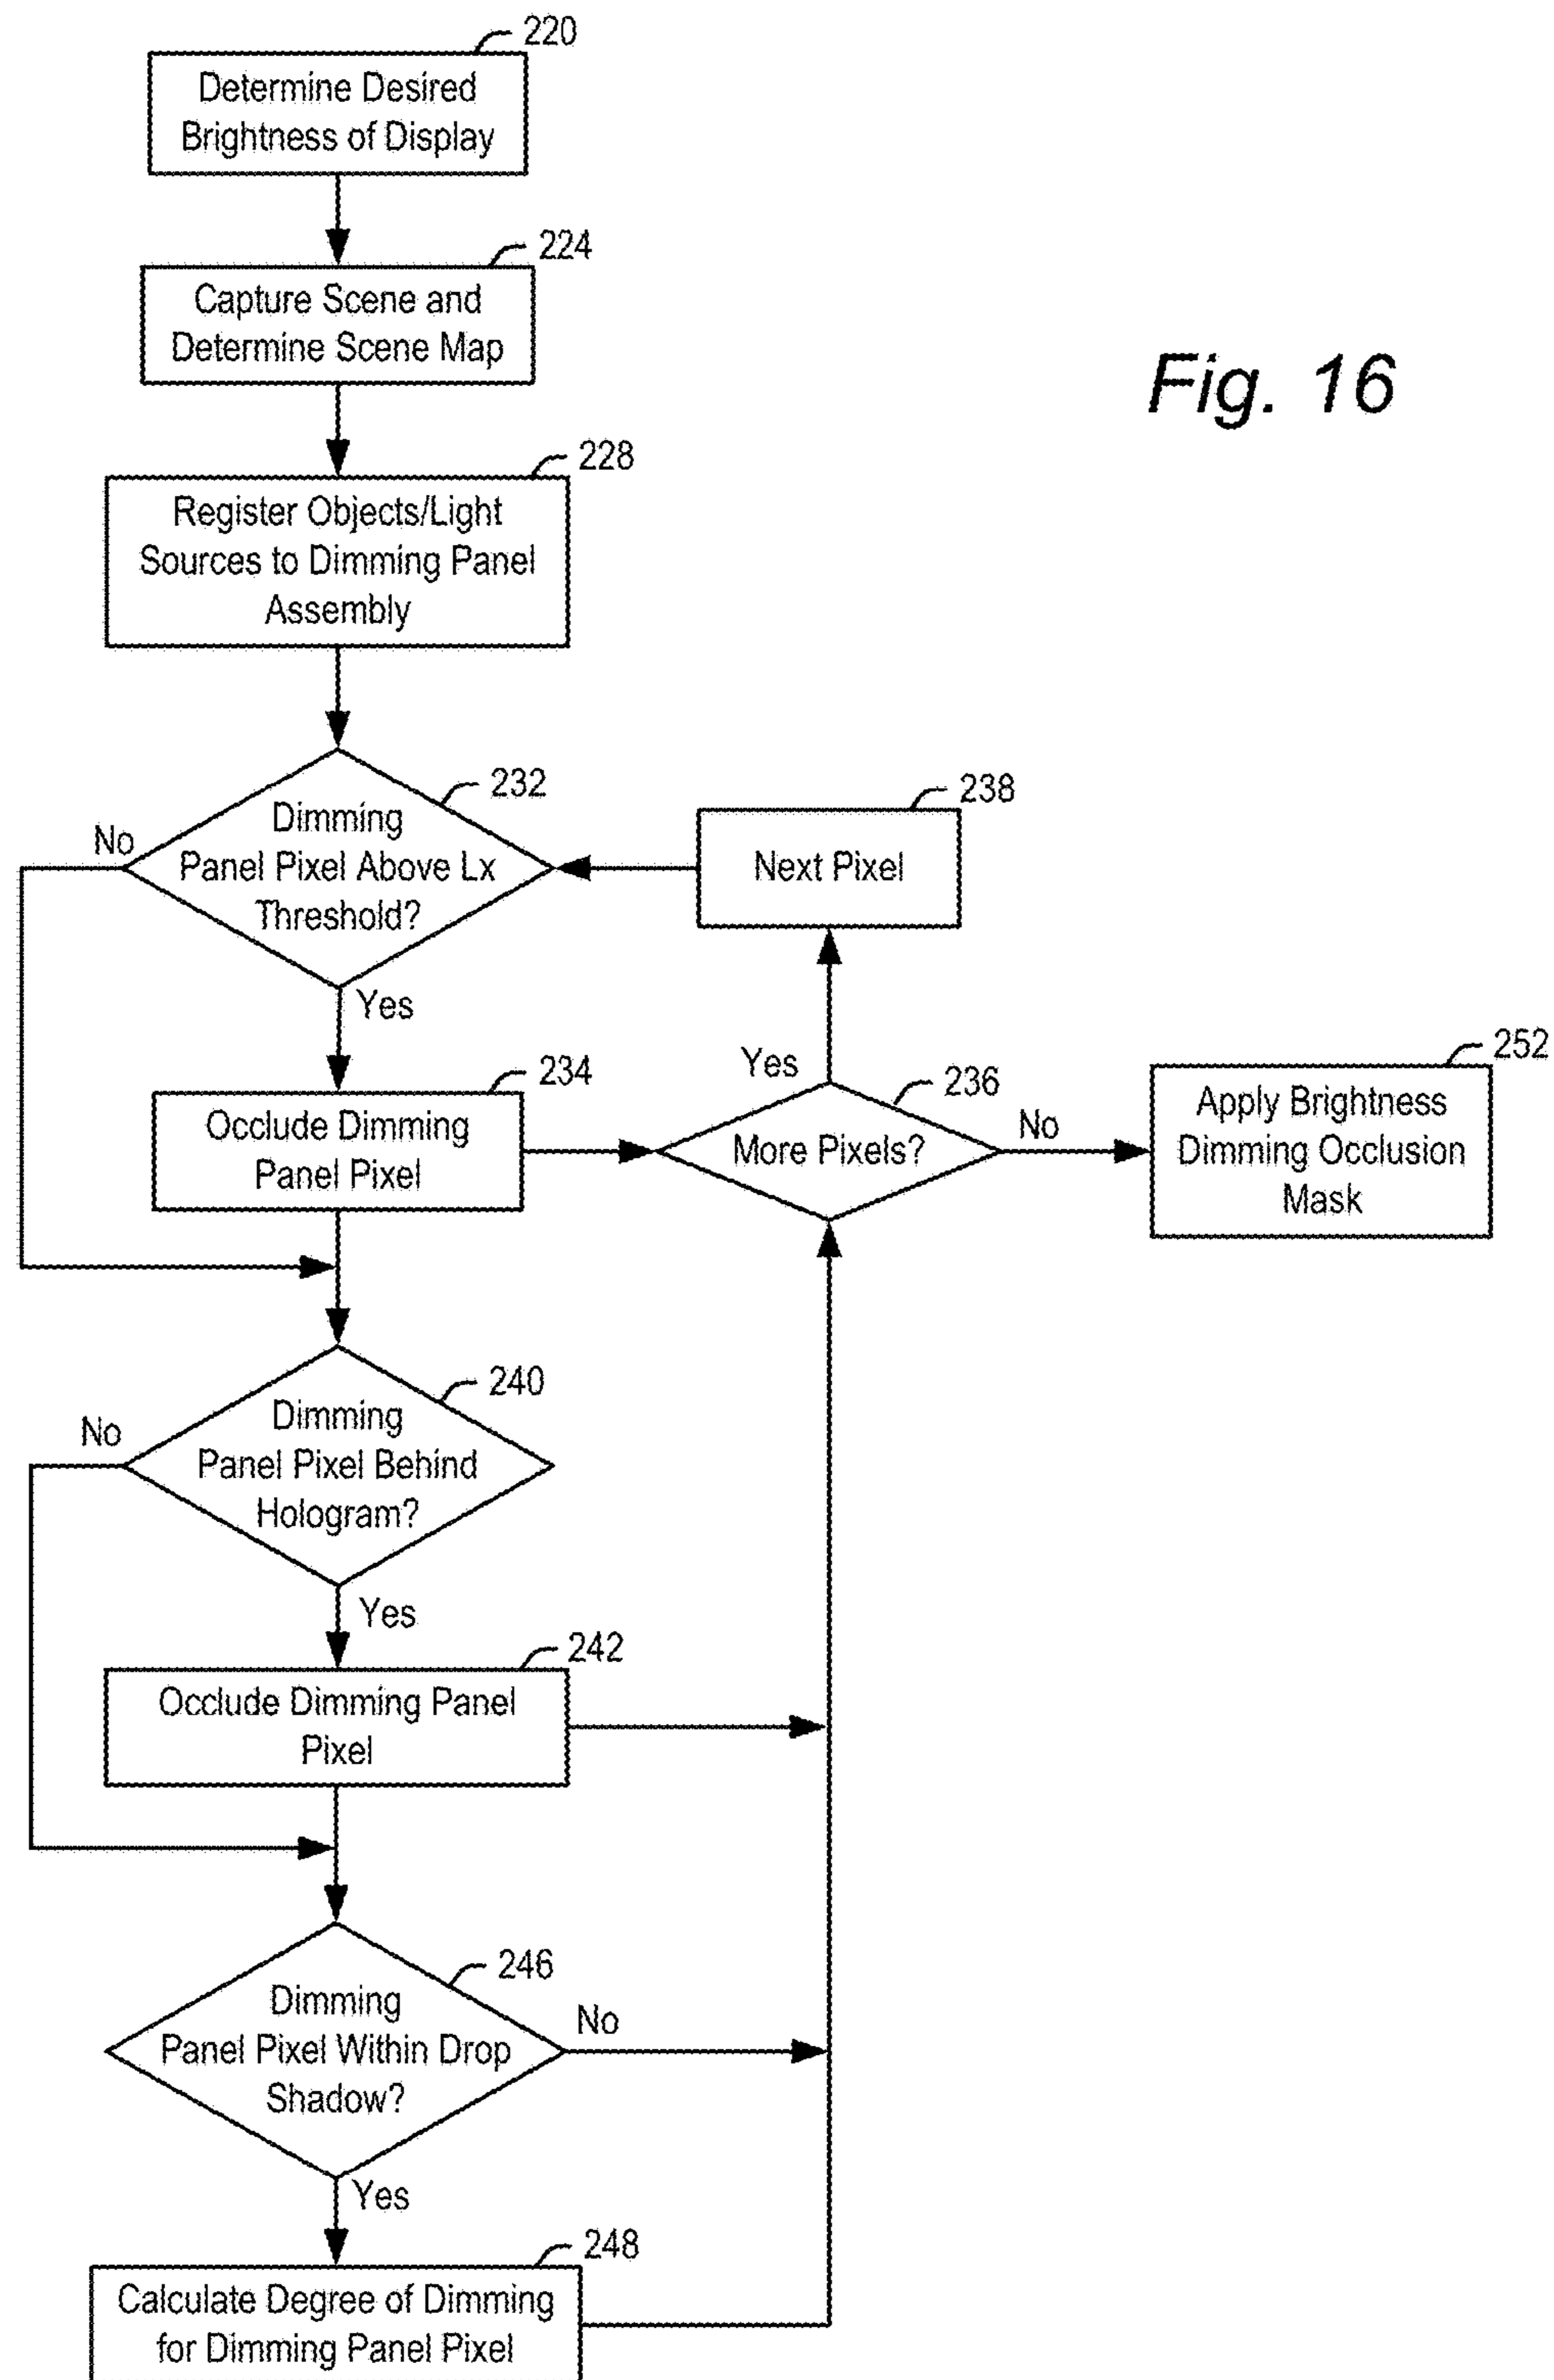 220
Determine Desired
Brightness of Display
224
Capture Scene and
Determine Scene Map
Fig. 16
228
Register Objects/Light
Sources to Dimming Panel
Assembly
232
Dimming
Panel Pixel Above Lx
Threshold?
No
Yes
238
Next Pixel
234
Occlude Dimming
Panel Pixel
Yes
236
More Pixels?
No
252
Apply Brightness
Dimming Occlusion
Mask
240
Dimming
Panel Pixel Behind
Hologram?
No
Yes
242
Occlude Dimming Panel
Pixel
246
Dimming
Panel Pixel Within Drop
Shadow?
No
Yes
248
Calculate Degree of Dimming
for Dimming Panel Pixel